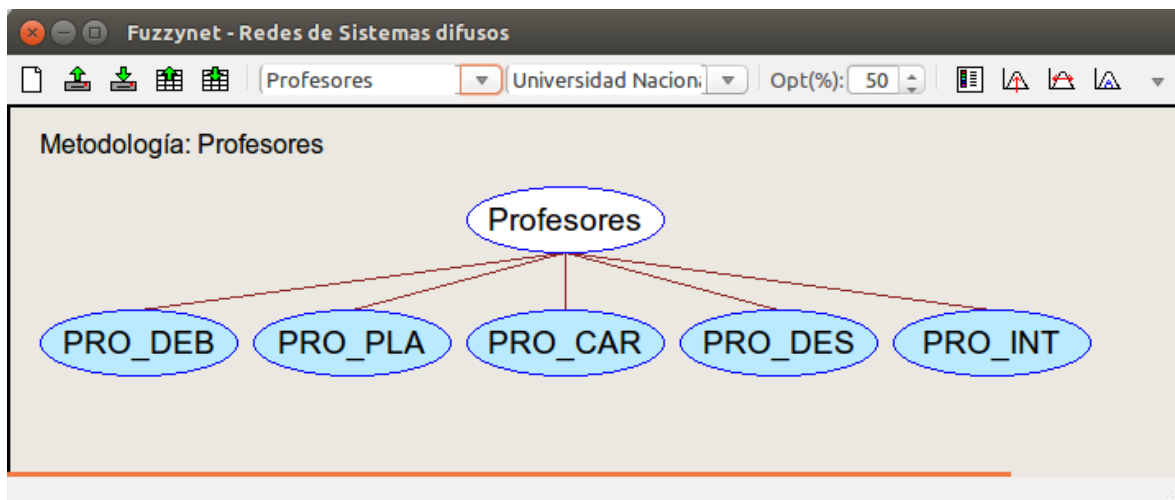 Fuzzynet - Redes de Sistemas difusos
Profesores Universidad Naciona Opt(%): 50
Metodología: Profesores
Profesores
PRO_DEB PRO_PLA PRO_CAR PRO_DES PRO_INT